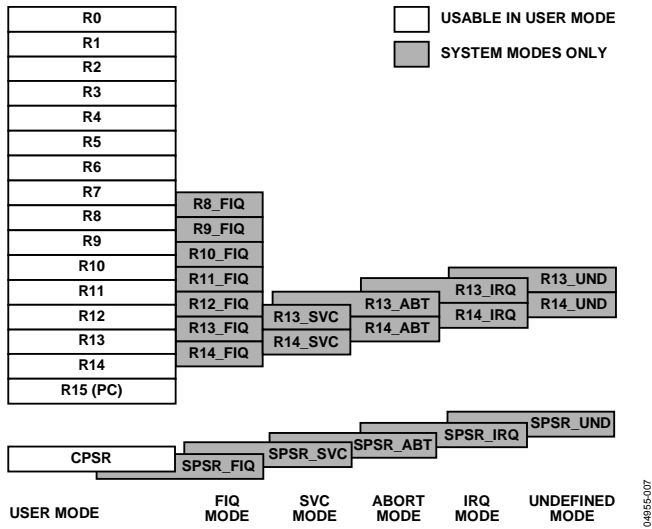 R0
R1
R2
R3
R4
R5
R6
R7
R8
R9
R10
R11
R12
R13
R14
R15 (PC)
USABLE IN USER MODE
SYSTEM MODES ONLY
R8_FIQ
R9_FIQ
R10_FIQ
R11_FIQ
R12_FIQ
R13_FIQ
R14_FIQ
R13_SVC
R14_SVC
R13_ABT
R14_ABT
R13_IRQ
R14_IRQ
R13_UND
R14_UND
CPSR
SPSR_FIQ
SPSR_SVC
SPSR_ABT
SPSR_IRQ
SPSR_UND
USER MODE
FIQ
MODE
SVC
MODE
ABORT
MODE
IRQ
MODE
UNDEFINED
MODE
04955-007